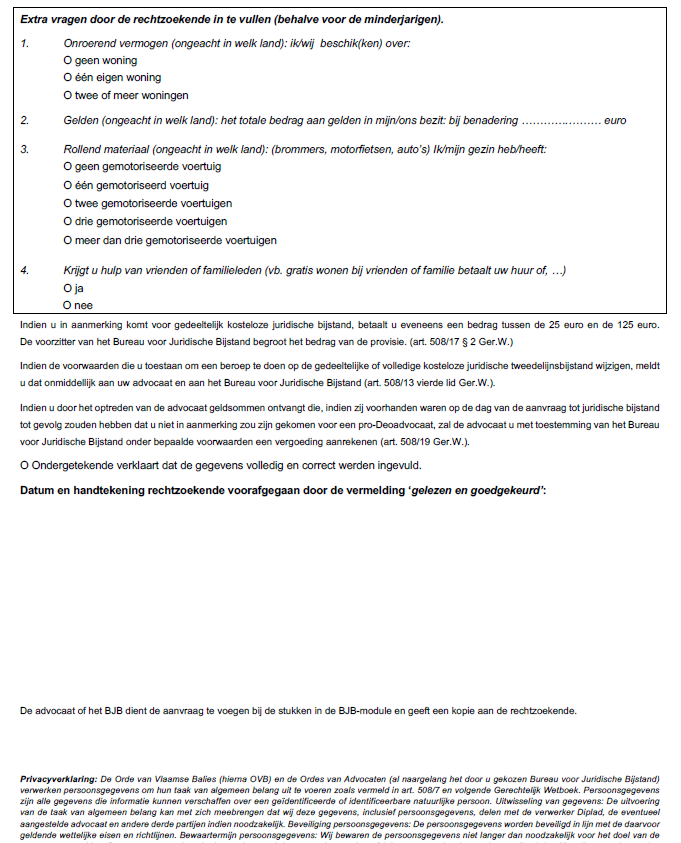 Extra vragen door de rechtzoekende in te vullen (behalve voor de minderjarigen).
1. Onroerend vermogen (ongeacht in welk land): ik/wij beschik(ken) over:
O geen woning
O één eigen woning
O twee of meer woningen
2. Gelden (ongeacht in welk land): het totale bedrag aan gelden in mijn/ons bezit: bij benadering ………………… euro
3. Rollend materiaal (ongeacht in welk land): (brommers, motorfietsen, auto's) Ik/mijn gezin heb/heeft:
O geen gemotoriseerde voertuig
O één gemotoriseerd voertuig
O twee gemotoriseerde voertuigen
O drie gemotoriseerde voertuigen
O meer dan drie gemotoriseerde voertuigen
4. Krijgt u hulp van vrienden of familieleden (vb. gratis wonen bij vrienden of familie betaalt uw huur of, …)
O ja
O nee
Indien u in aanmerking komt voor gedeeltelijk kosteloze juridische bijstand, betaalt u eveneens een bedrag tussen de 25 euro en de 125 euro.
De voorzitter van het Bureau voor Juridische Bijstand begroot het bedrag van de provisie. (art. 508/17 § 2 Ger.W.)
Indien de voorwaarden die u toestaan om een beroep te doen op de gedeeltelijke of volledige kosteloze juridische tweedelijnsbijstand wijzigen, meldt
u dat onmiddellijk aan uw advocaat en aan het Bureau voor Juridische Bijstand (art. 508/13 vierde lid Ger.W.).
Indien u door het optreden van de advocaat geldsommen ontvangt die, indien zij voorhanden waren op de dag van de aanvraag tot juridische bijstand
tot gevolg zouden hebben dat u niet in aanmerking zou zijn gekomen voor een pro-Deoadvocaat, zal de advocaat u met toestemming van het Bureau
voor Juridische Bijstand onder bepaalde voorwaarden een vergoeding aanrekenen (art. 508/19 Ger.W.).
O Ondergetekende verklaart dat de gegevens volledig en correct werden ingevuld.
Datum en handtekening rechtzoekende voorafgegaan door de vermelding 'gelezen en goedgekeurd':
De advocaat of het BJB dient de aanvraag te voegen bij de stukken in de BJB-module en geeft een kopie aan de rechtzoekende.
Privacyverklaring: De Orde van Vlaamse Balies (hierna OVB) en de Ordes van Advocaten (al naargelang het door u gekozen Bureau voor Juridische Bijstand)
verwerken persoonsgegevens om hun taak van algemeen belang uit te voeren zoals vermeld in art. 508/7 en volgende Gerechtelijk Wetboek. Persoonsgegevens
zijn alle gegevens die informatie kunnen verschaffen over een geïdentificeerde of identificeerbare natuurlijke persoon. Uitwisseling van gegevens: De uitvoering
van de taak van algemeen belang kan met zich meebrengen dat wij deze gegevens, inclusief persoonsgegevens, delen met de verwerker Diplad, de eventueel
aangestelde advocaat en andere derde partijen indien noodzakelijk. Beveiliging persoonsgegevens: De persoonsgegevens worden beveiligd in lijn met de daarvoor
geldende wettelijke eisen en richtlijnen. Bewaartermijn persoonsgegevens: Wij bewaren de persoonsgegevens niet langer dan noodzakelijk voor het doel van de